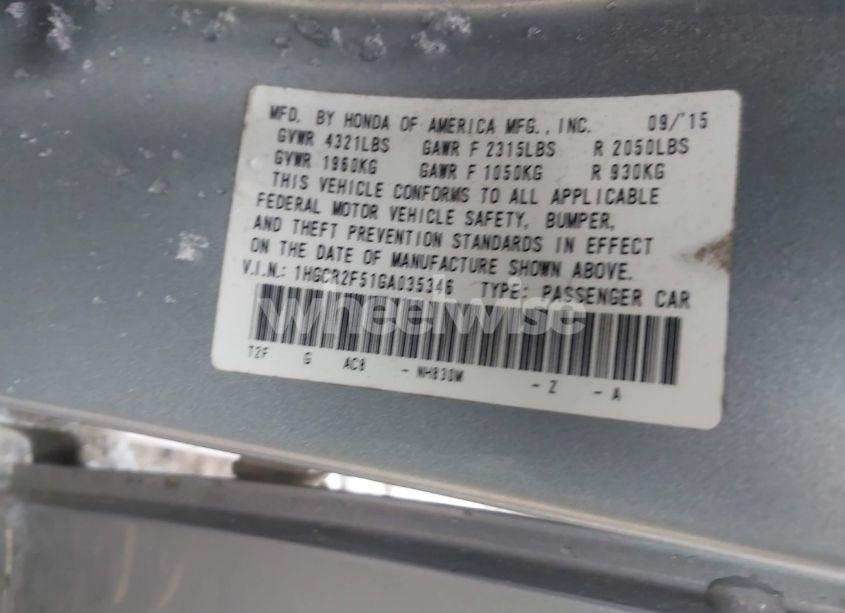 MFD. BY HONDA OF AMERICA MFG., INC. 09/'15
GVWR 4321LBS GAWR F 2315LBS R 2050LBS
GVWR 1960KG GAWR F 1050KG R 930KG
THIS VEHICLE CONFORMS TO ALL APPLICABLE
FEDERAL MOTOR VEHICLE SAFETY, BUMPER,
AND THEFT PREVENTION STANDARDS IN EFFECT
ON THE DATE OF MANUFACTURE SHOWN ABOVE.
V.I.N.: 1HGCR2F51GA035346 TYPE: PASSENGER CAR
wheelwise
T2F G AC8 - NH830M - Z - A